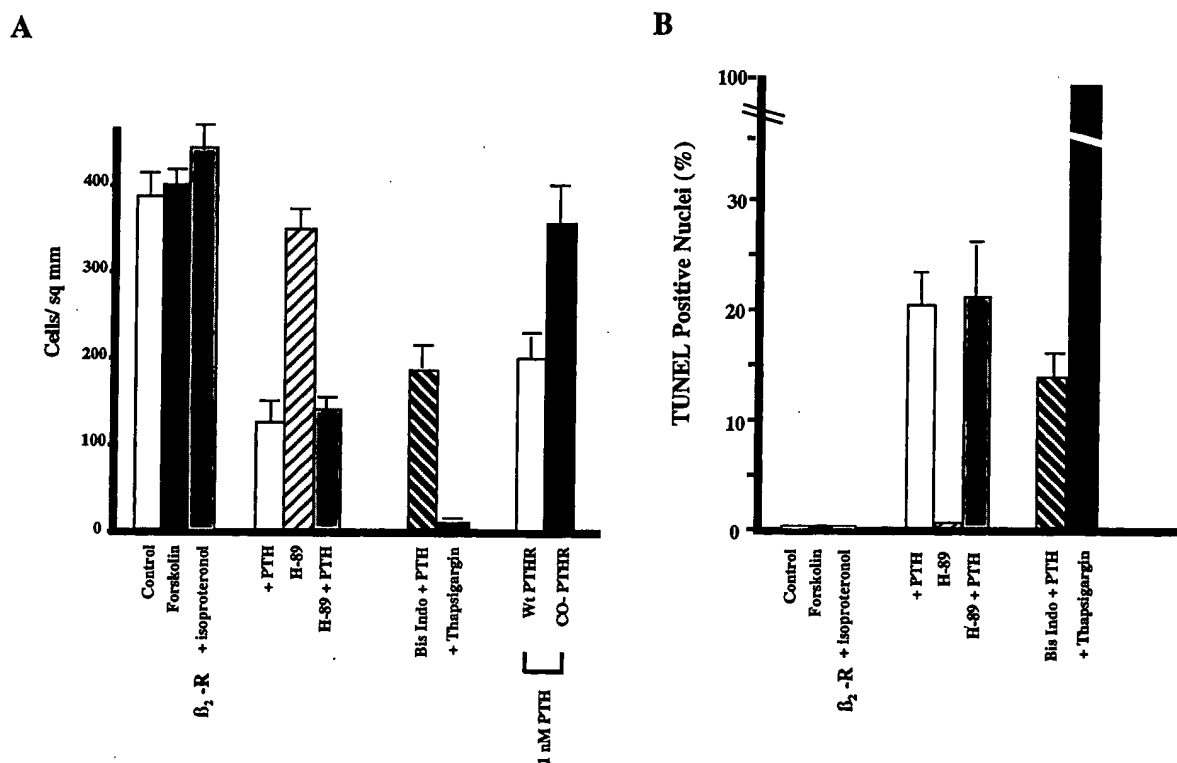 A
Cells/ sq mm
400
300
200
100
0
Control
Forskolin
ß2 -R + isoproteronol
+ PTH
H-89
H-89 + PTH
Bis Indo + PTH
+ Thapsigargin
Wt PTHR
CO- PTHR
1 nM PTH
B
TUNEL Positive Nuclei (%)
100
30
20
10
0
Control
Forskolin
ß2 -R + isoproteronol
+ PTH
H-89
H-89 + PTH
Bis Indo + PTH
+ Thapsigargin